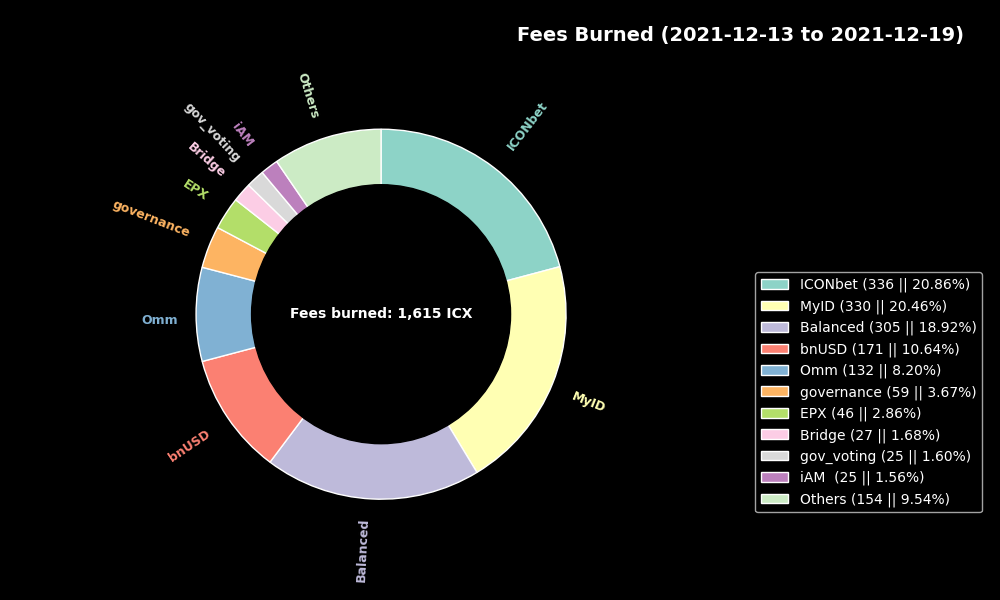 Fees Burned (2021-12-13 to 2021-12-19)
Others
ICONbet
iAM
gov_voting
Bridge
EPX
governance
Omm
Fees burned: 1,615 ICX
MyID
bnUSD
Balanced
ICONbet (336 || 20.86%)
MyID (330 || 20.46%)
Balanced (305 || 18.92%)
bnUSD (171 || 10.64%)
Omm (132 || 8.20%)
governance (59 || 3.67%)
EPX (46 || 2.86%)
Bridge (27 || 1.68%)
gov_voting (25 || 1.60%)
iAM  (25 || 1.56%)
Others (154 || 9.54%)